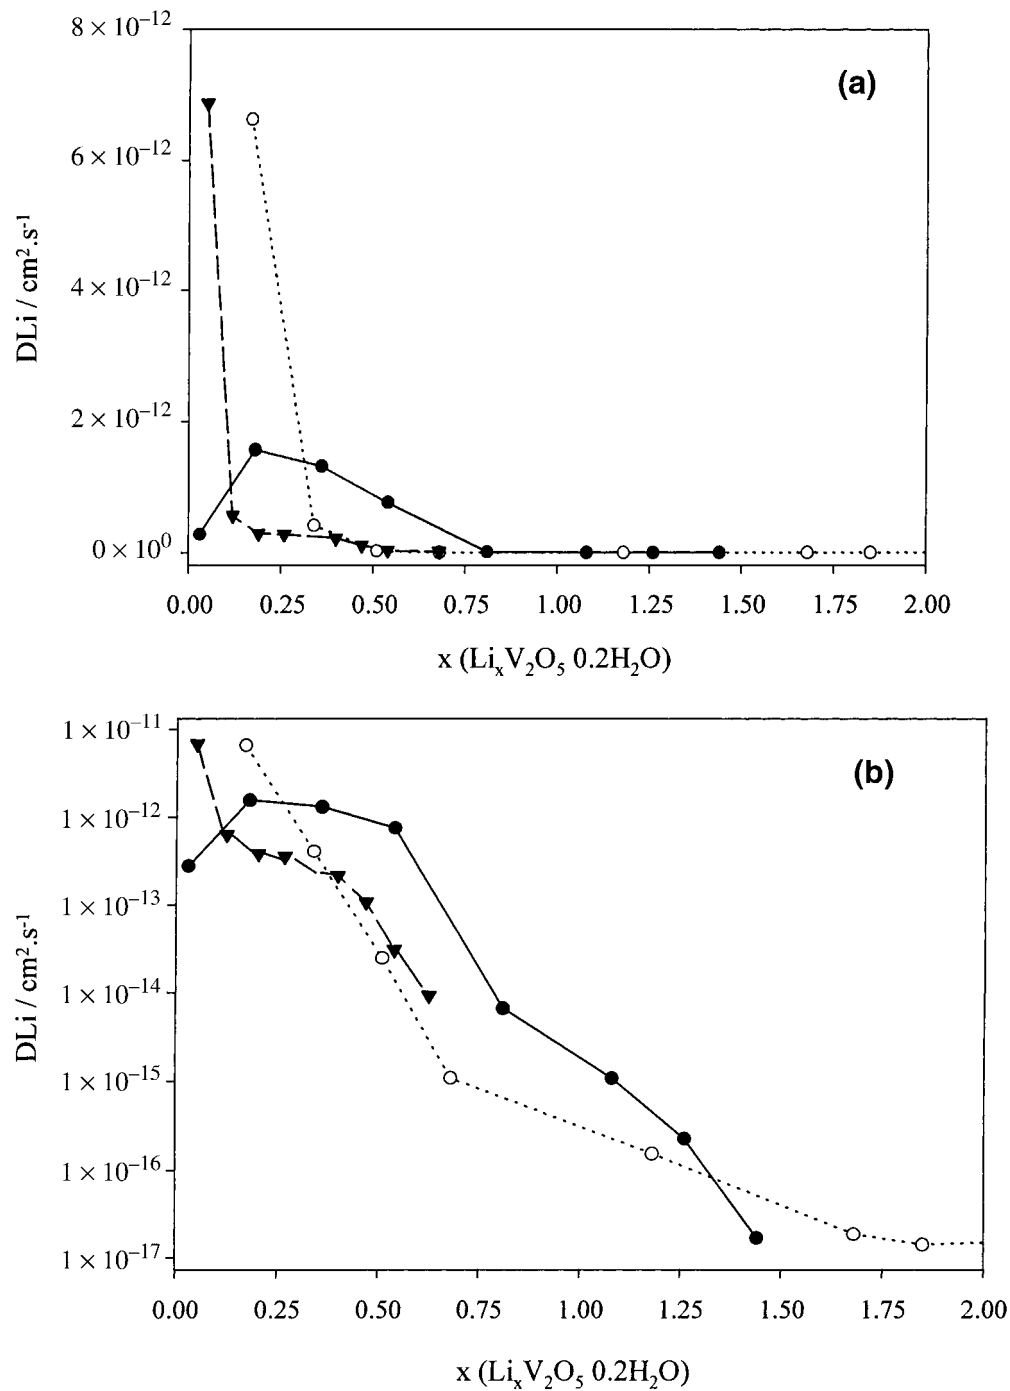 8 × 10⁻¹²
(a)
6 × 10⁻¹²
4 × 10⁻¹²
2 × 10⁻¹²
0 × 10⁰
DLi / cm².s⁻¹
0.00 0.25 0.50 0.75 1.00 1.25 1.50 1.75 2.00
x (LiₓV₂O₅ 0.2H₂O)
1 × 10⁻¹¹
(b)
1 × 10⁻¹²
1 × 10⁻¹³
1 × 10⁻¹⁴
1 × 10⁻¹⁵
1 × 10⁻¹⁶
1 × 10⁻¹⁷
DLi / cm².s⁻¹
0.00 0.25 0.50 0.75 1.00 1.25 1.50 1.75 2.00
x (LiₓV₂O₅ 0.2H₂O)